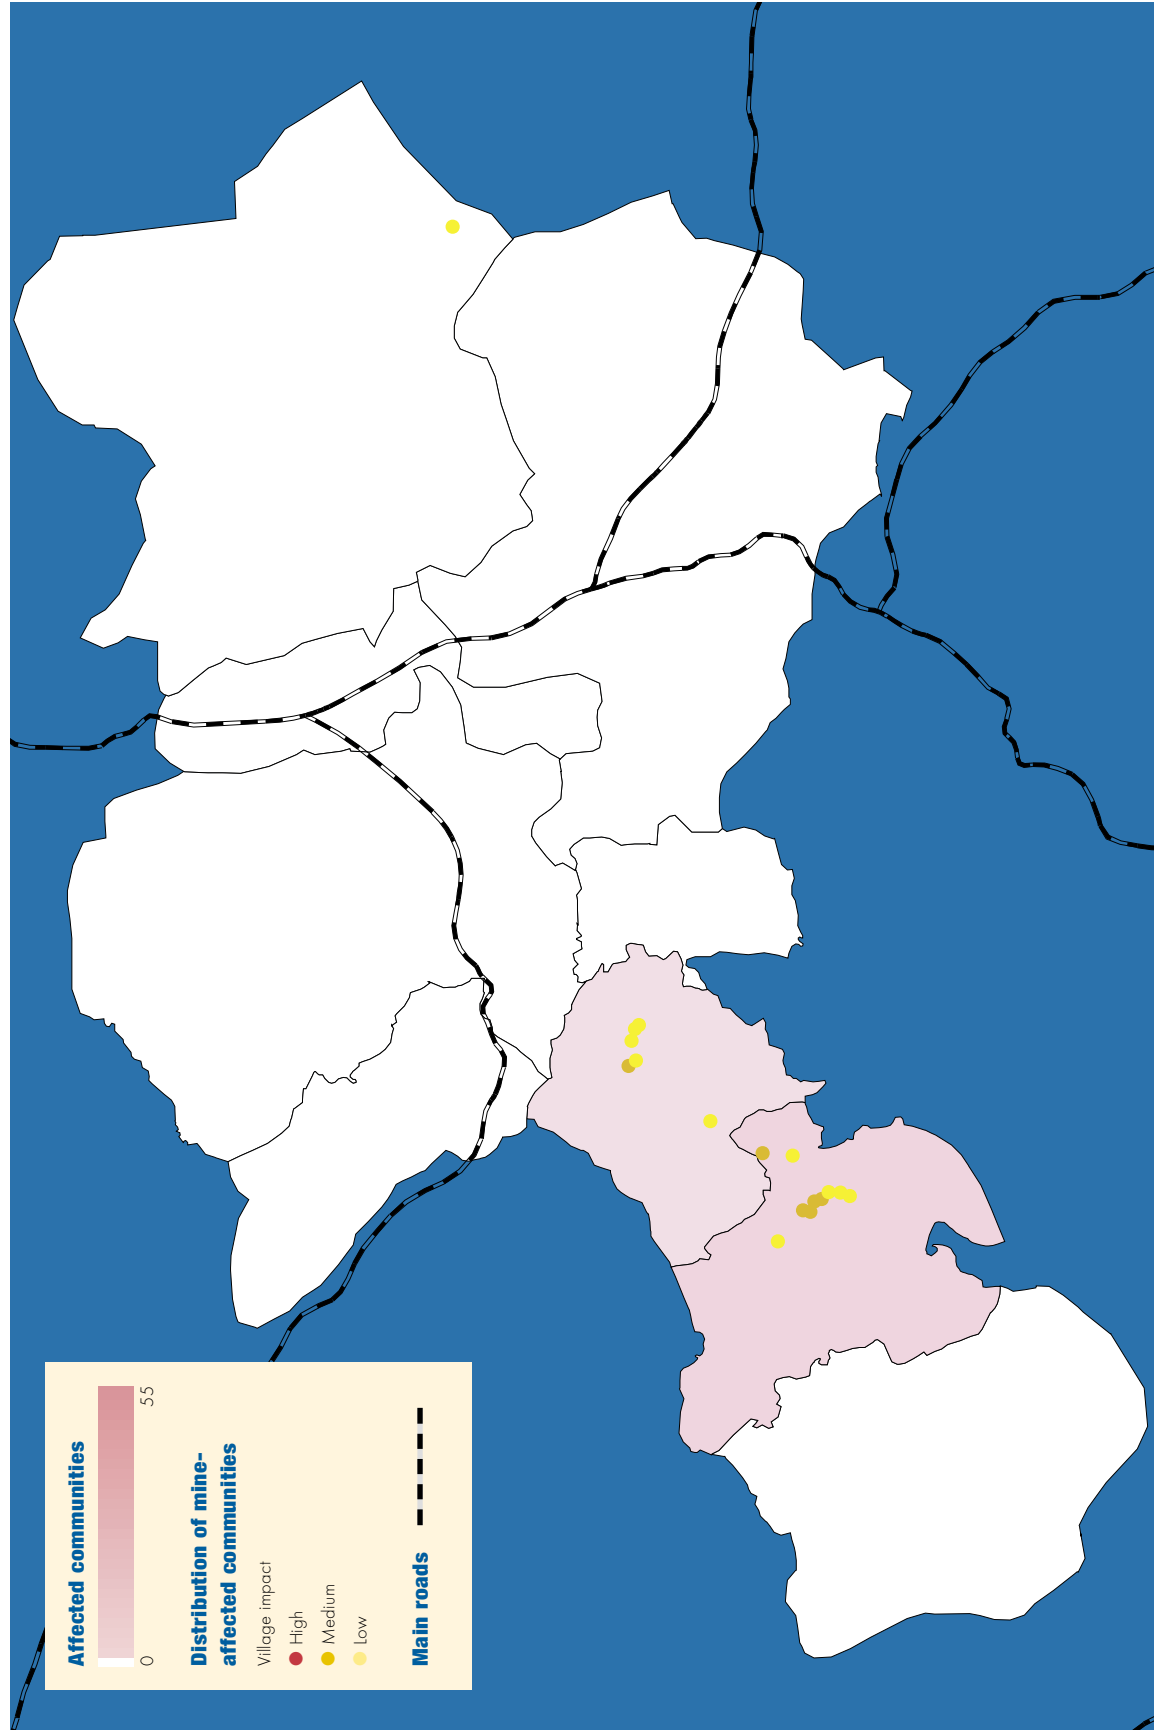 Affected communities
0 55
Distribution of mine-
affected communities
Village impact
High
Medium
Low
Main roads